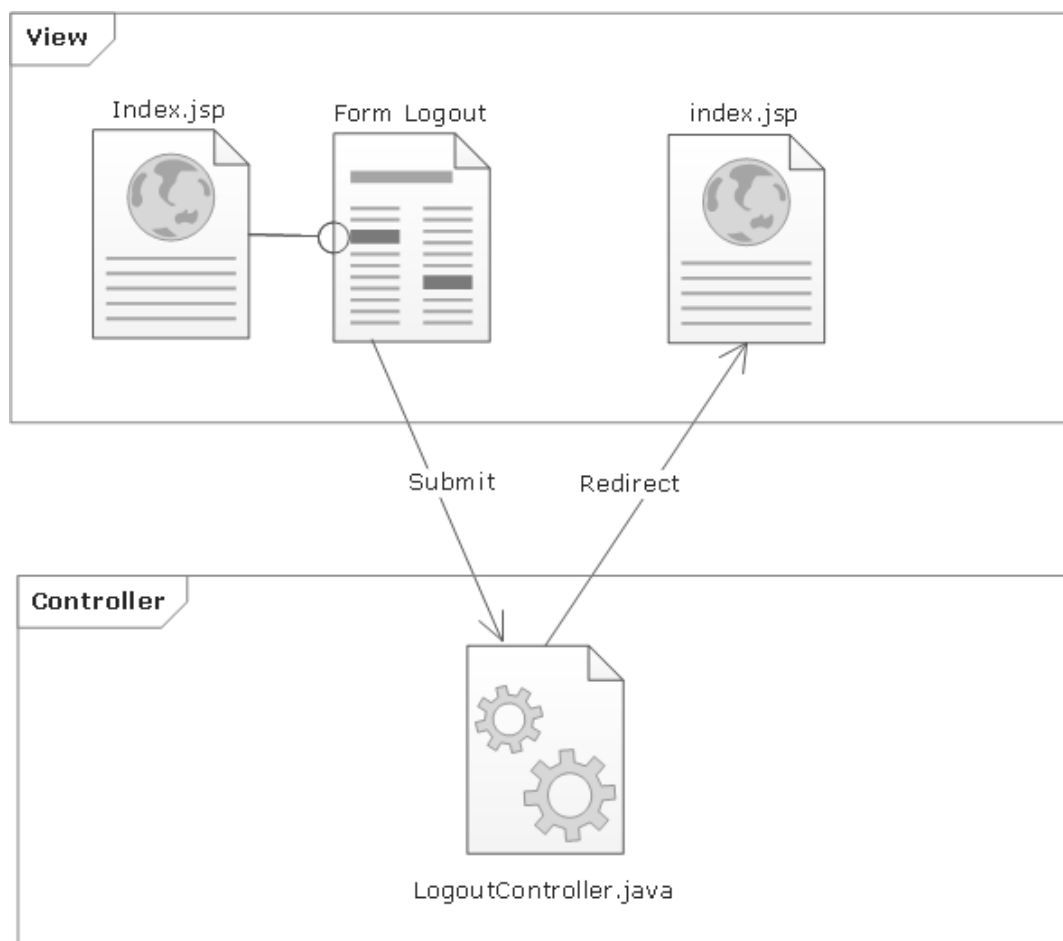 View
Index.jsp
Form Logout
index.jsp
Submit
Redirect
Controller
LogoutController.java